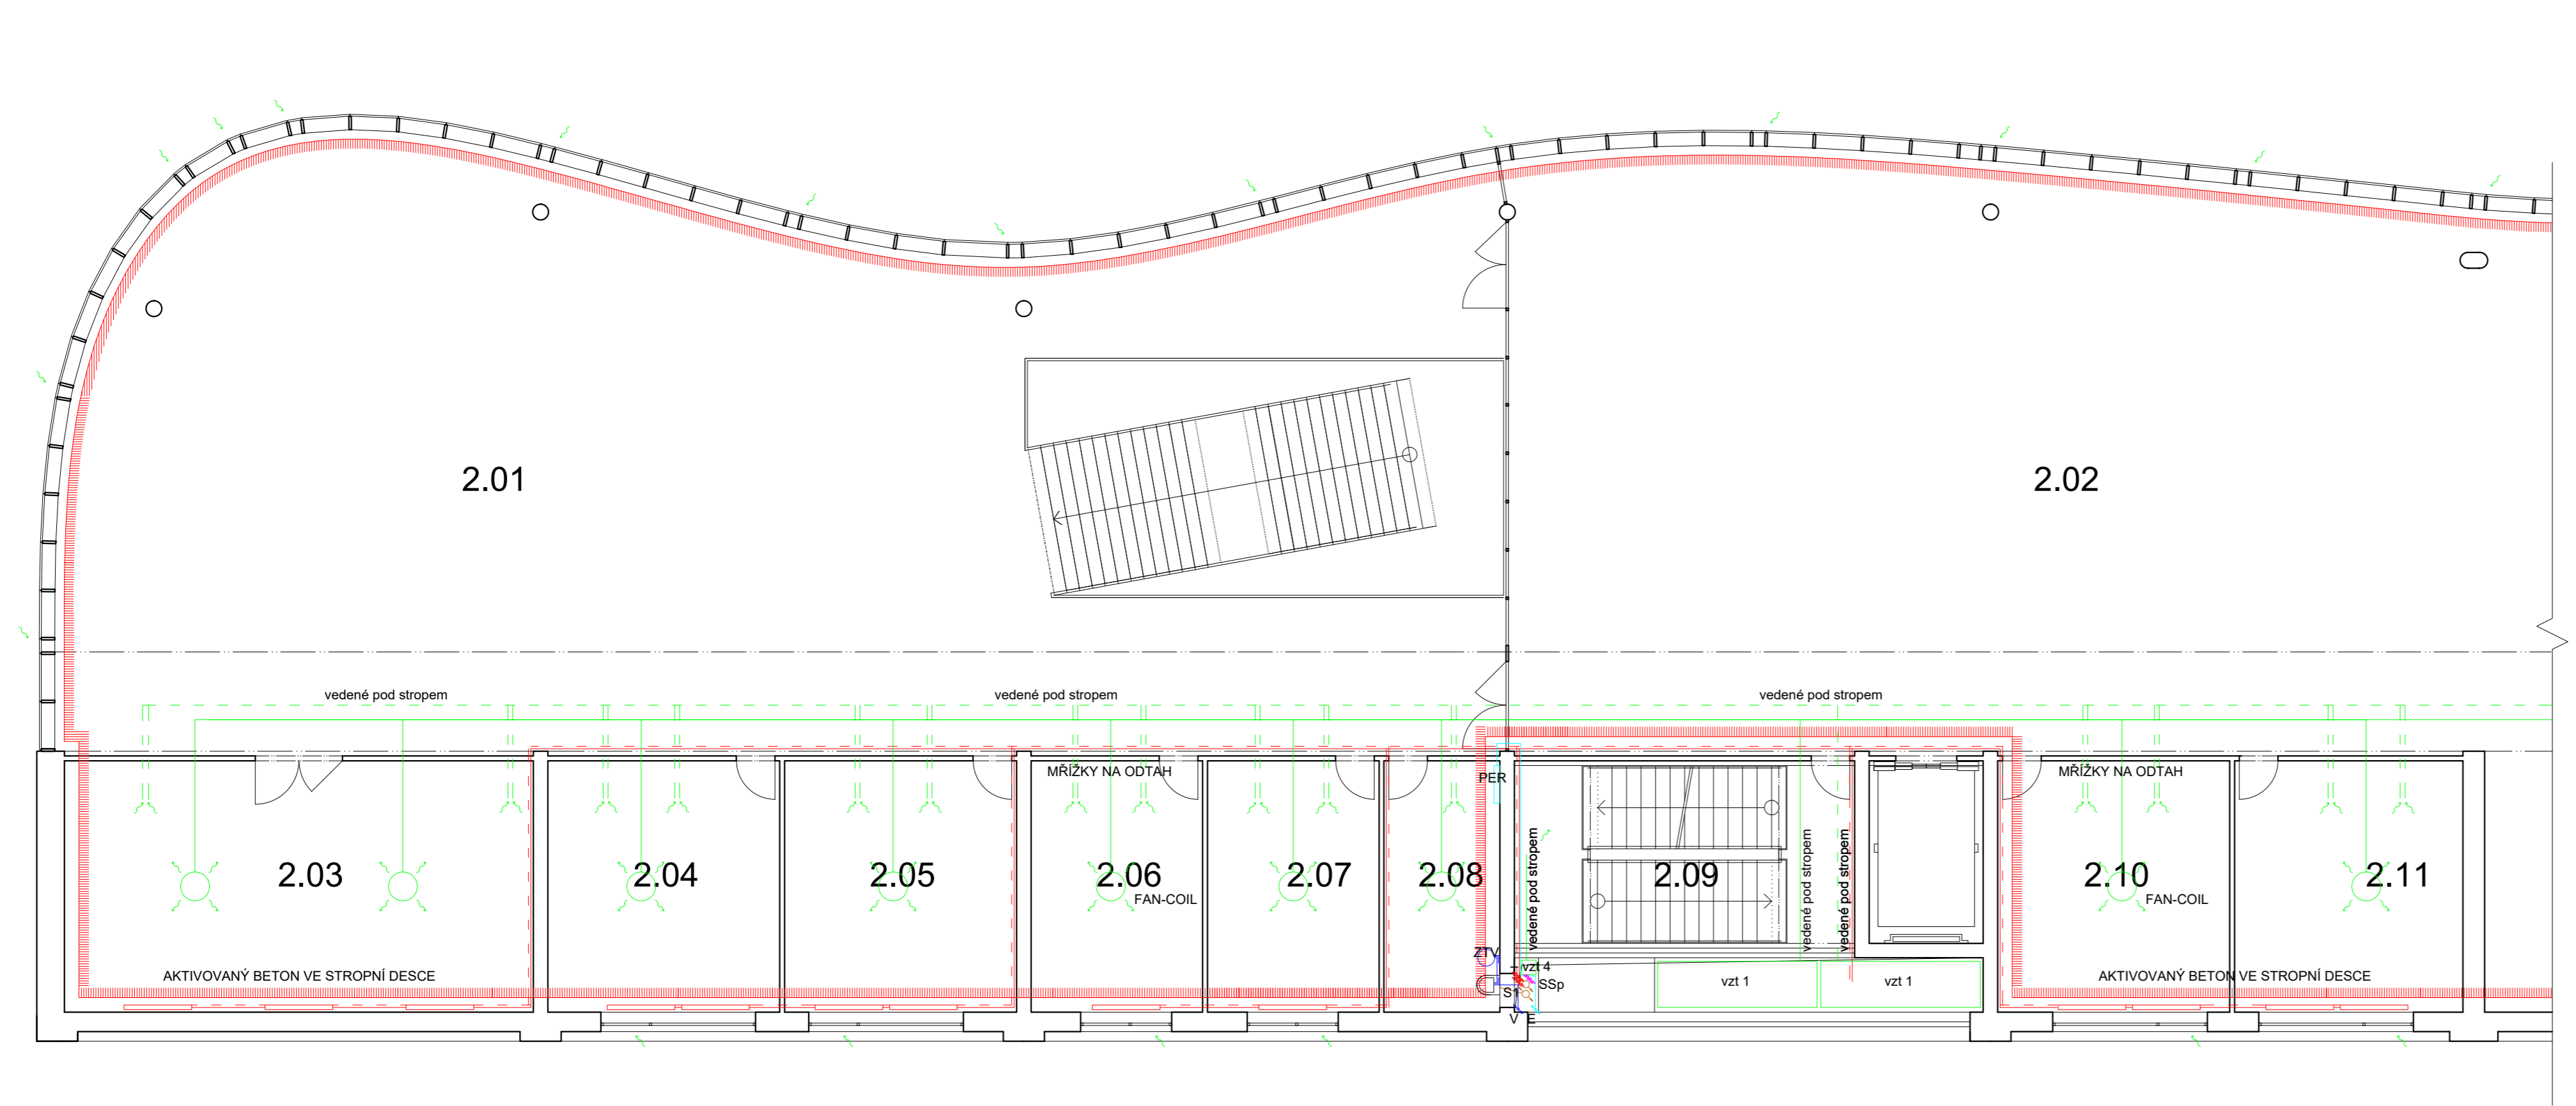 2.01
2.02
vedené pod stropem
vedené pod stropem
vedené pod stropem
MŘÍŽKY NA ODTAH
PER
MŘÍŽKY NA ODTAH
2.03
2.04
2.05
2.06
2.07
2.08
2.09
2.10
2.11
FAN-COIL
FAN-COIL
vedené pod stropem
vedené pod stropem
vedené pod stropem
ZTV
vzt 4
SSp
S1
V
E
vzt 1
vzt 1
AKTIVOVANÝ BETON VE STROPNÍ DESCE
AKTIVOVANÝ BETON VE STROPNÍ DESCE